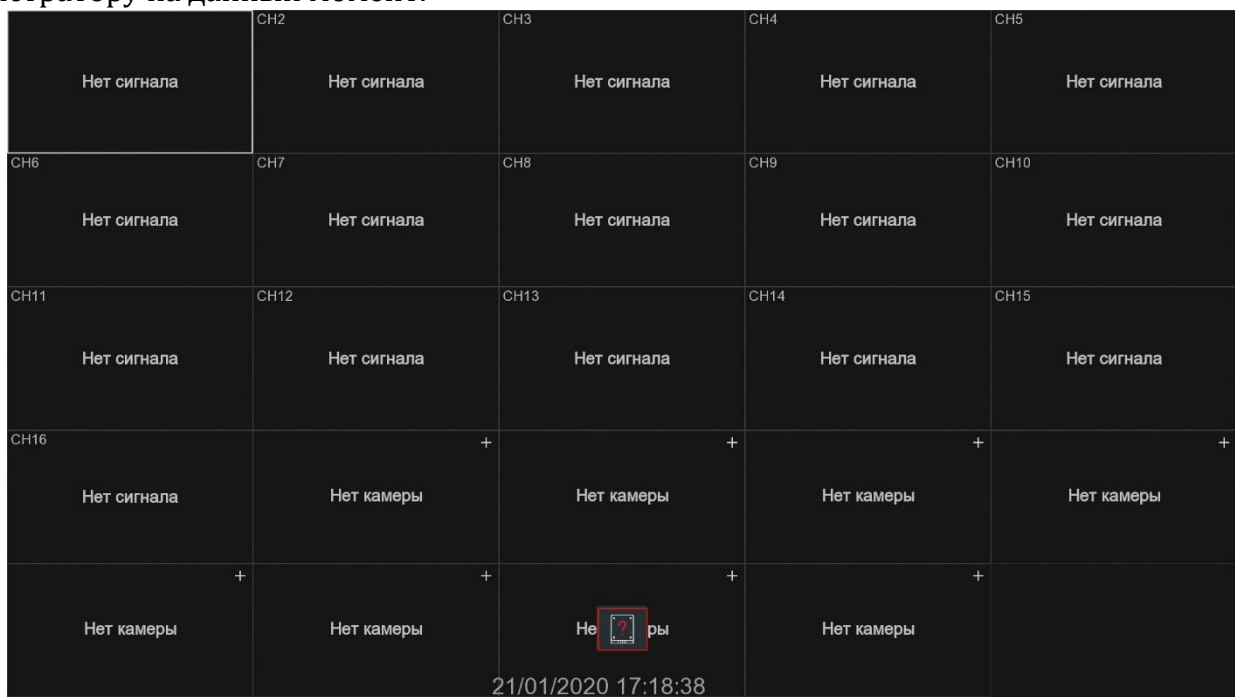 CH2 CH3 CH4 CH5
Нет сигнала Нет сигнала Нет сигнала Нет сигнала Нет сигнала
CH6 CH7 CH8 CH9 CH10
Нет сигнала Нет сигнала Нет сигнала Нет сигнала Нет сигнала
CH11 CH12 CH13 CH14 CH15
Нет сигнала Нет сигнала Нет сигнала Нет сигнала Нет сигнала
CH16 + + + +
Нет сигнала Нет камеры Нет камеры Нет камеры Нет камеры
+ + + +
Нет камеры Нет камеры Не ? ры Нет камеры
21/01/2020 17:18:38